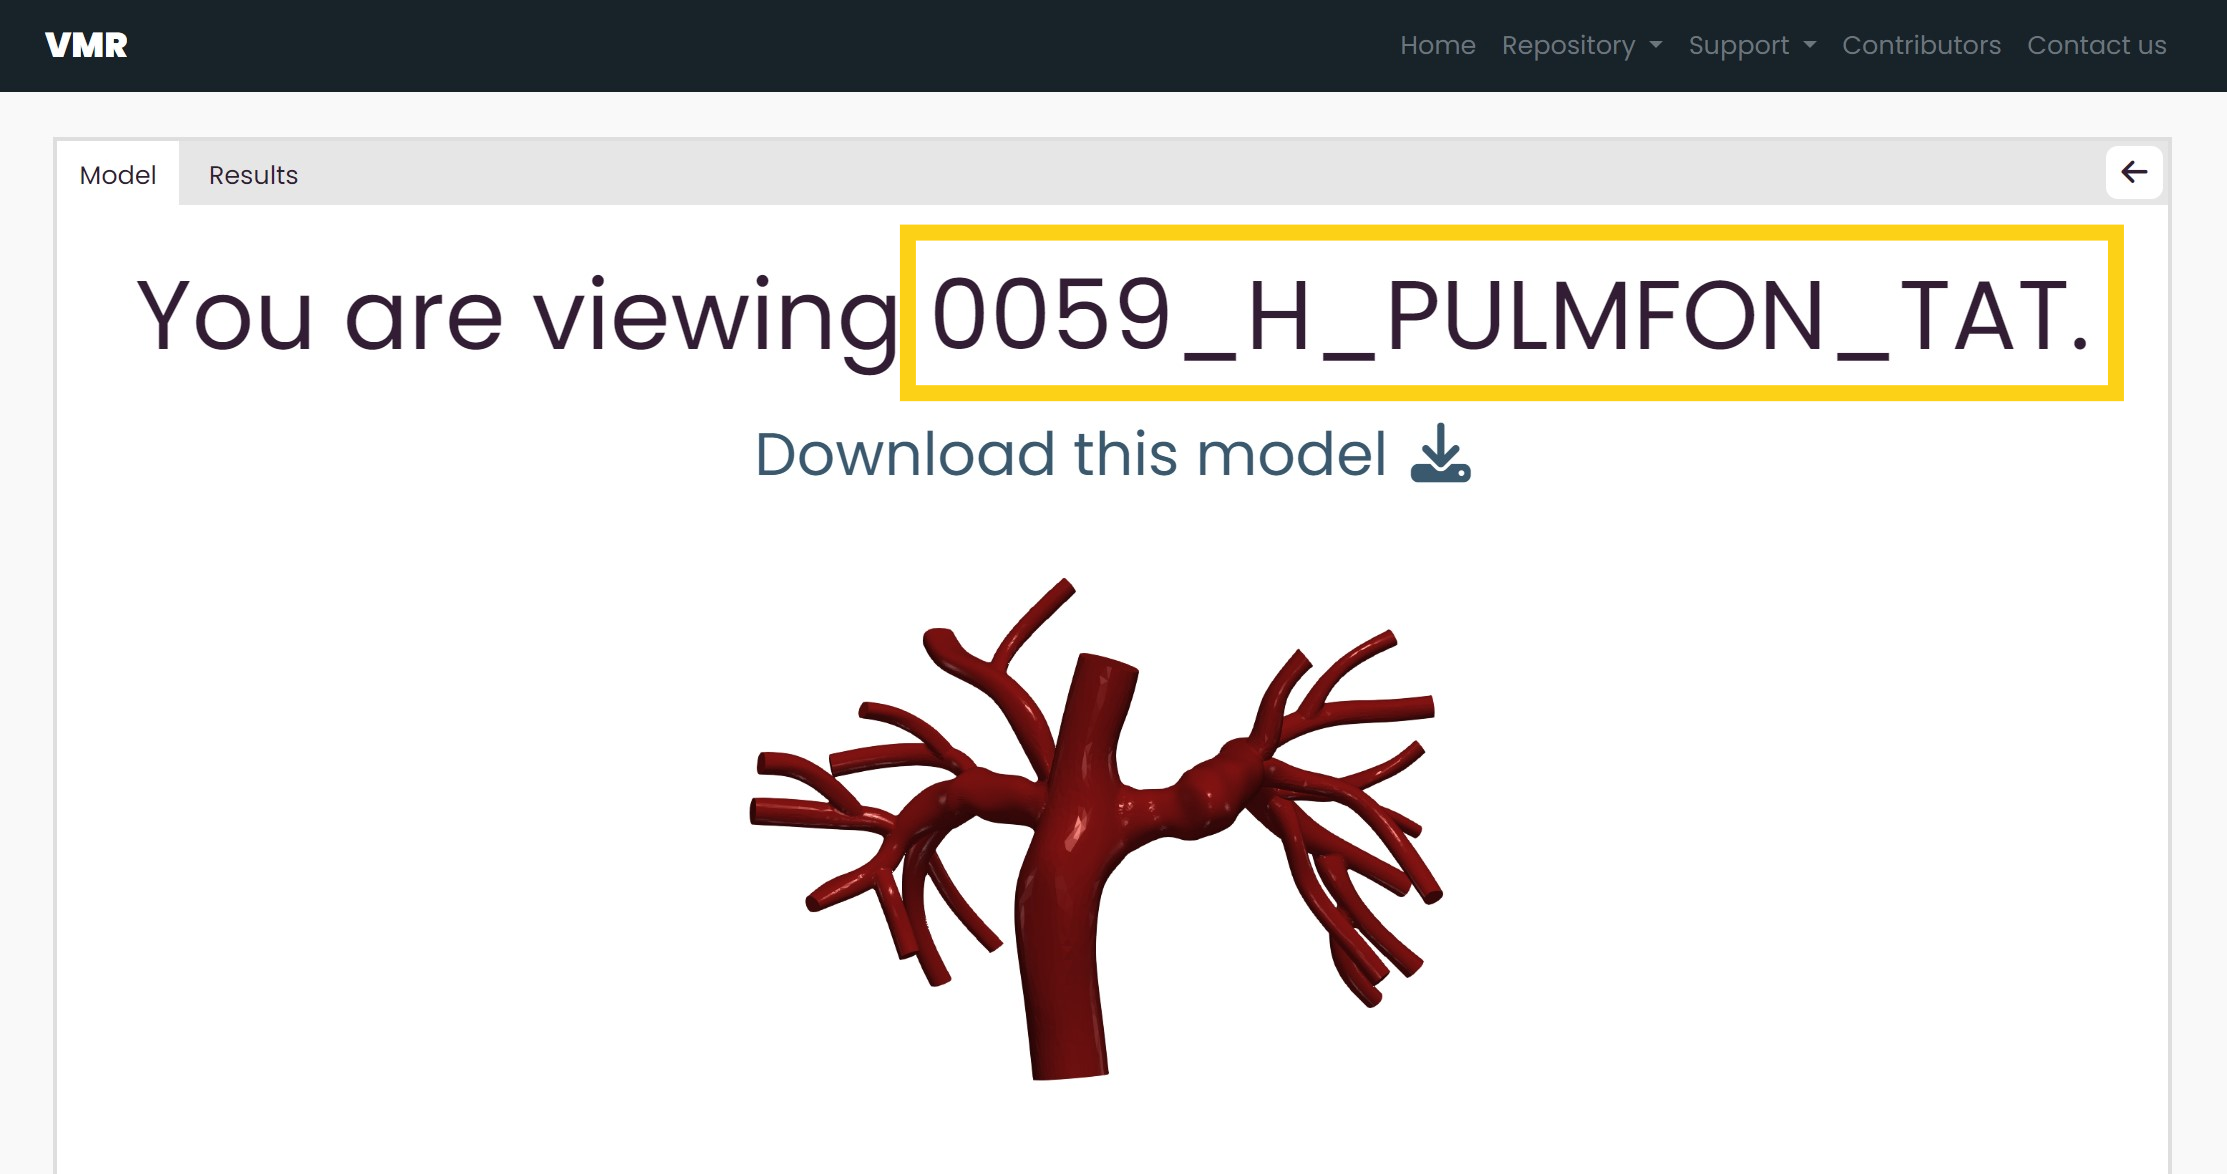 VMR
Home Repository Support Contributors Contact us
Model Results
You are viewing 0059_H_PULMFON_TAT.
Download this model